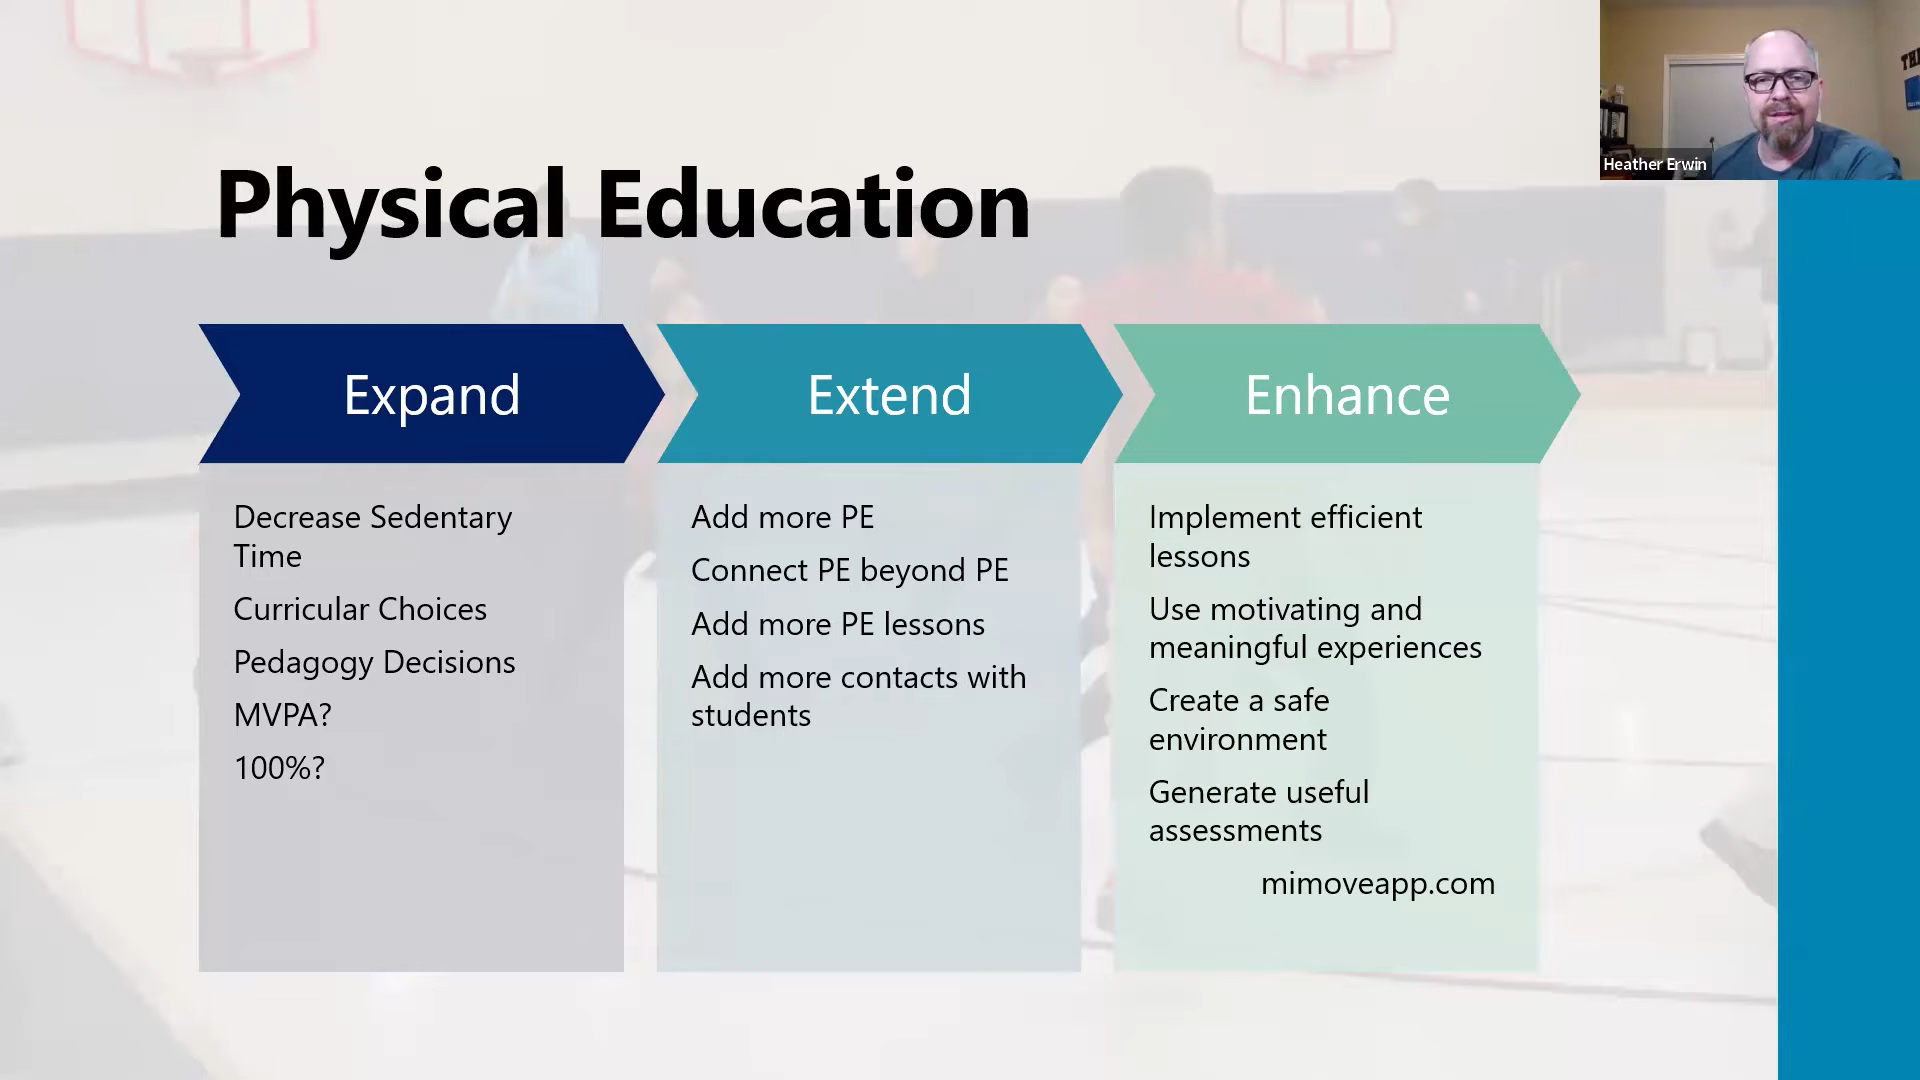 Physical Education
Expand
Extend
Enhance
Decrease Sedentary
Time
Curricular Choices
Pedagogy Decisions
MVPA?
100%?
Add more PE
Connect PE beyond PE
Add more PE lessons
Add more contacts with
students
Implement efficient
lessons
Use motivating and
meaningful experiences
Create a safe
environment
Generate useful
assessments
mimoveapp.com
Heather Erwin